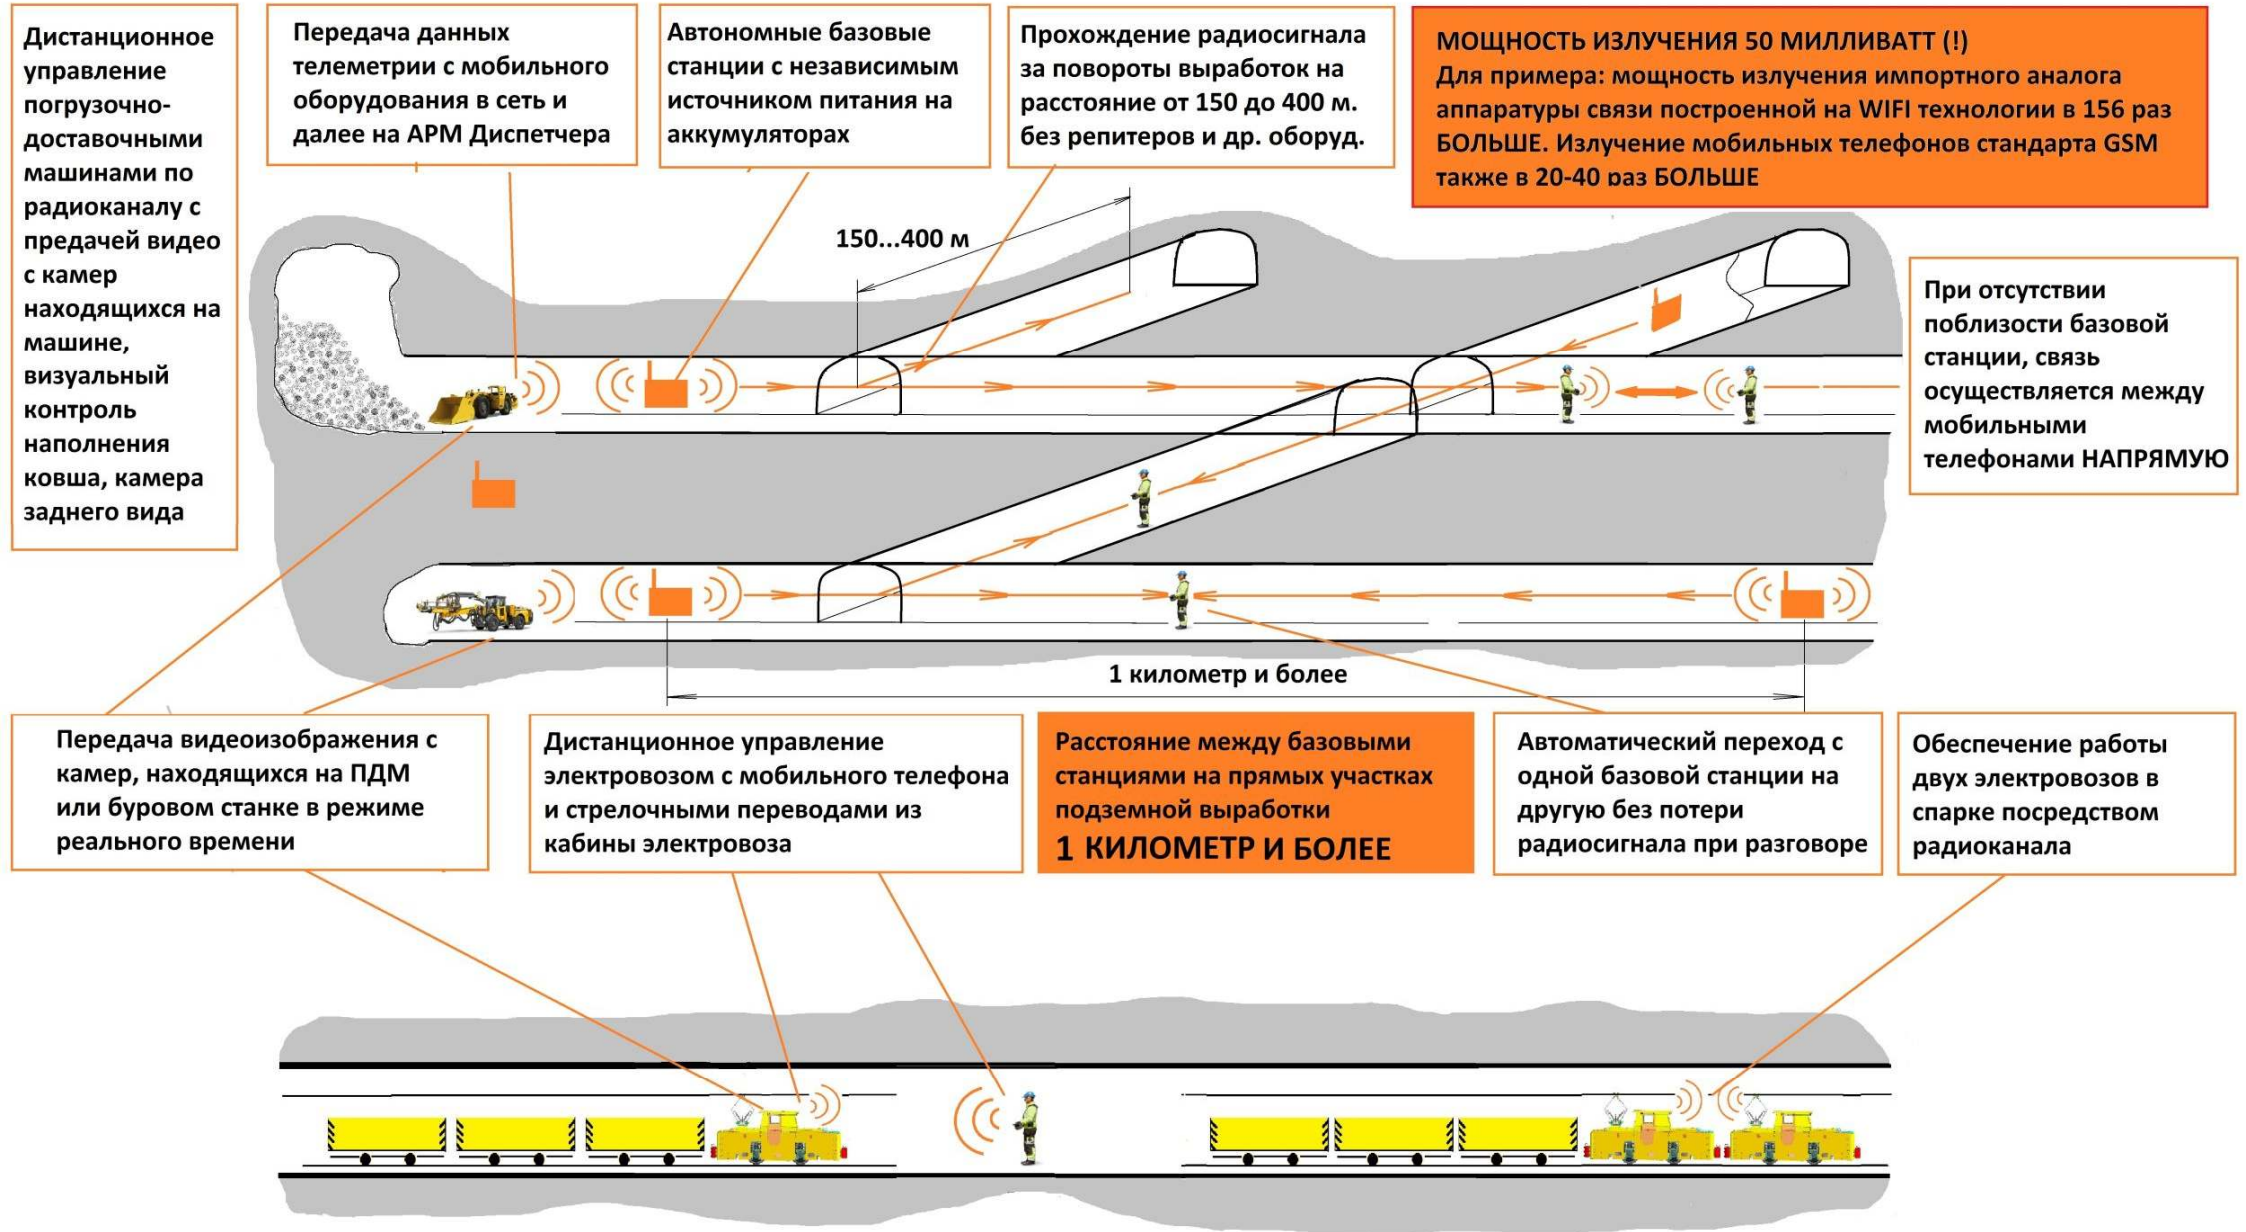 Дистанционное
управление
погрузочно-
доставочными
машинами по
радиоканалу с
предачей видео
с камер
находящихся на
машине,
визуальный
контроль
наполнения
ковша, камера
заднего вида
Передача данных
телеметрии с мобильного
оборудования в сеть и
далее на АРМ Диспетчера
Автономные базовые
станции с независимым
источником питания на
аккумуляторах
Прохождение радиосигнала
за повороты выработок на
расстояние от 150 до 400 м.
без репитеров и др. оборуд.
МОЩНОСТЬ ИЗЛУЧЕНИЯ 50 МИЛЛИВАТТ (!)
Для примера: мощность излучения импортного аналога
аппаратуры связи построенной на WIFI технологии в 156 раз
БОЛЬШЕ. Излучение мобильных телефонов стандарта GSM
также в 20-40 раз БОЛЬШЕ
150...400 м
При отсутствии
поблизости базовой
станции, связь
осуществляется между
мобильными
телефонами НАПРЯМУЮ
1 километр и более
Передача видеоизображения с
камер, находящихся на ПДМ
или буровом станке в режиме
реального времени
Дистанционное управление
электровозом с мобильного телефона
и стрелочными переводами из
кабины электровоза
Расстояние между базовыми
станциями на прямых участках
подземной выработки
1 КИЛОМЕТР И БОЛЕЕ
Автоматический переход с
одной базовой станции на
другую без потери
радиосигнала при разговоре
Обеспечение работы
двух электровозов в
спарке посредством
радиоканала